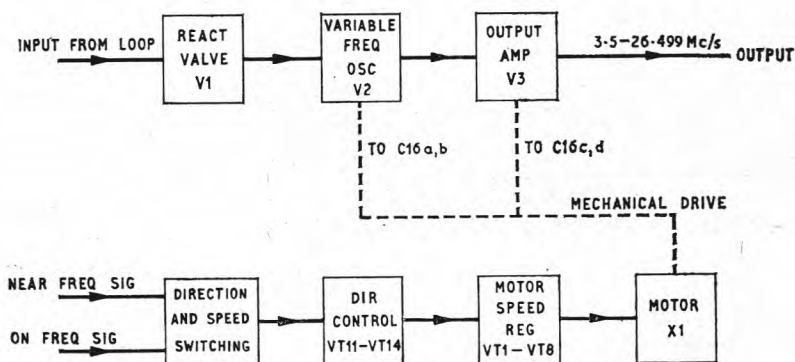 INPUT FROM LOOP
REACT
VALVE
V1
VARIABLE
FREQ
OSC
V2
OUTPUT
AMP
V3
3·5–26·499 Mc/s
OUTPUT
TO C16a,b
TO C16c,d
MECHANICAL DRIVE
NEAR FREQ SIG
ON FREQ SIG
DIRECTION
AND SPEED
SWITCHING
DIR
CONTROL
VT11–VT14
MOTOR
SPEED
REG
VT1–VT8
MOTOR
X1